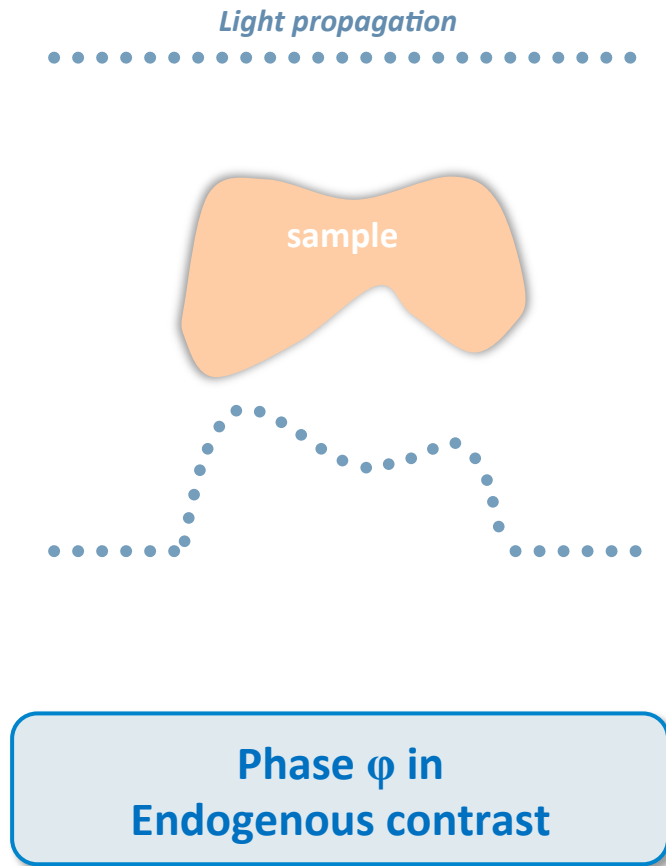 Light propagation
sample
Phase φ in
Endogenous contrast